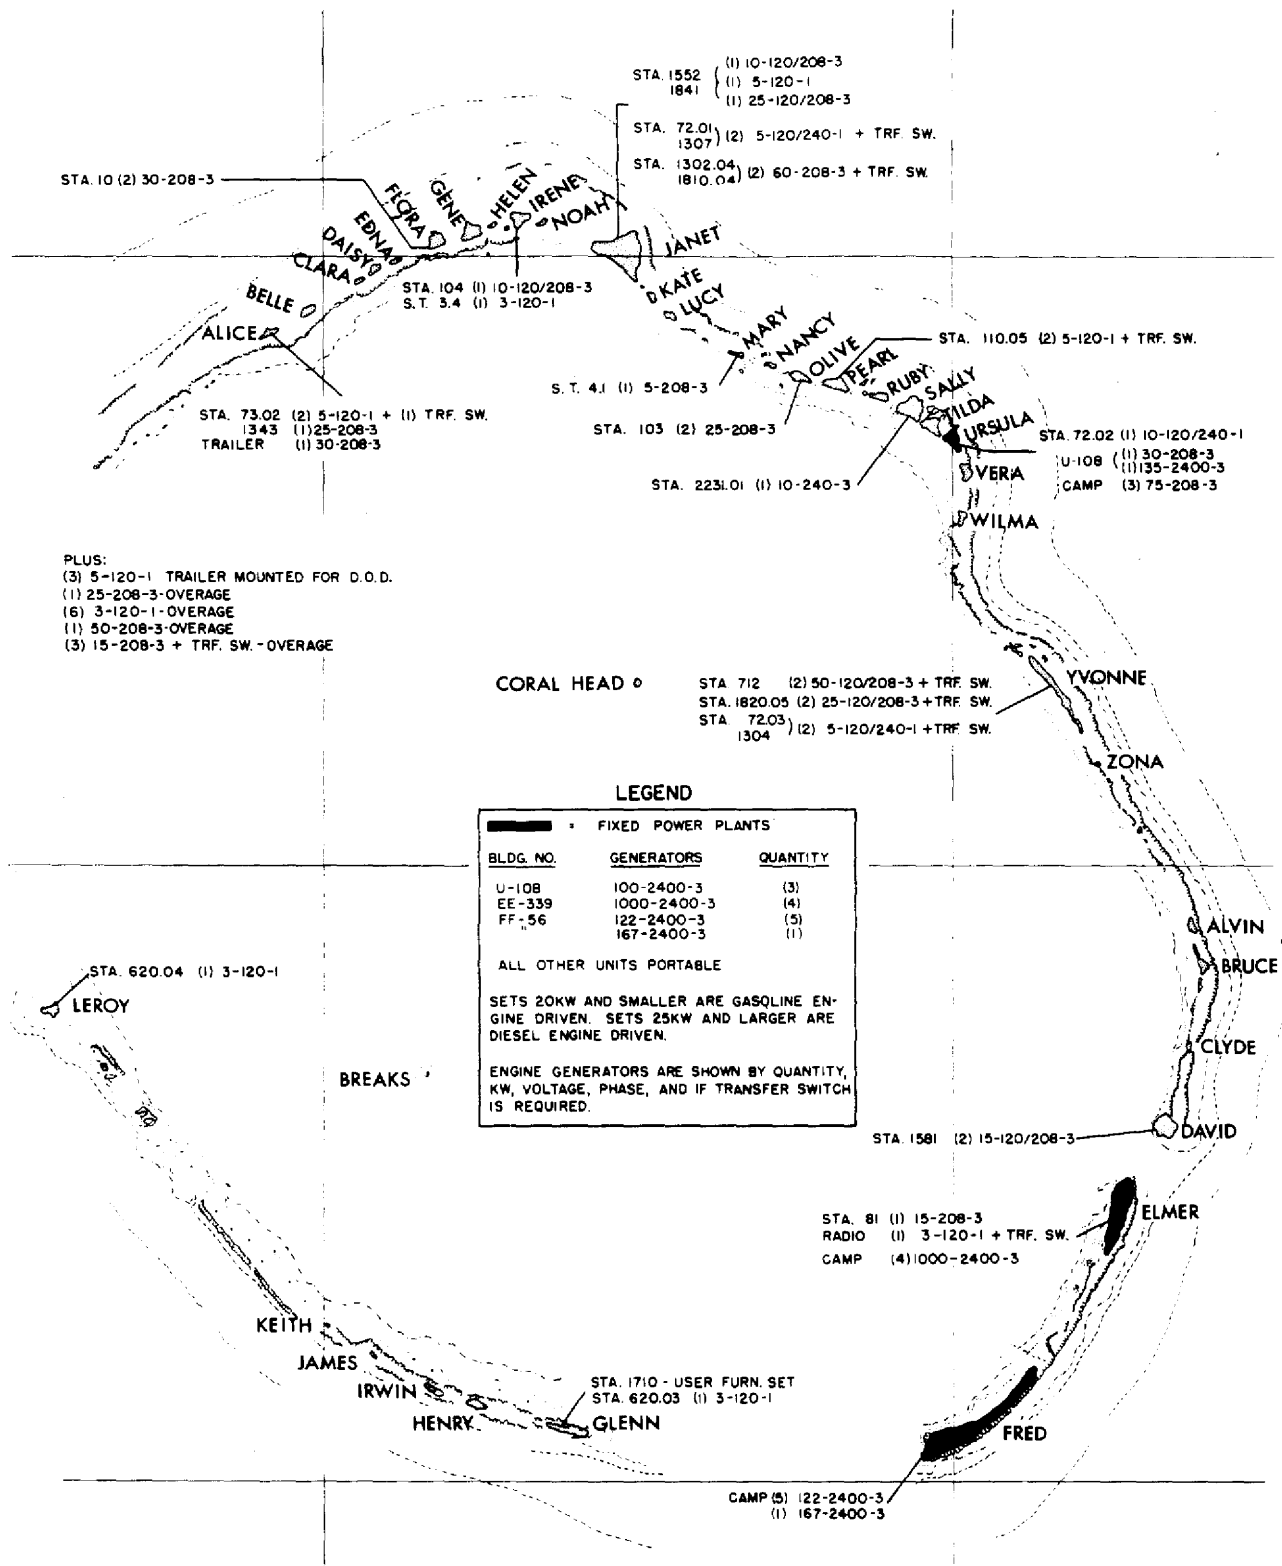 STA. 1552 (1) 10-120/208-3
1841 (1) 5-120-1
(1) 25-120/208-3
STA. 72.01
1307 (2) 5-120/240-1 + TRF. SW.
STA. 1302.04
1810.04 (2) 60-208-3 + TRF. SW.
STA. 10 (2) 30-208-3
FLORA
GENE
HELEN
IRENE
NOAH
EDNA
DAISY
CLARA
BELLE
ALICE
JANET
KATE
LUCY
STA. 104 (1) 10-120/208-3
S.T. 3.4 (1) 3-120-1
MARY
NANCY
OLIVE
PEARL
RUBY
SALLY
TILDA
URSULA
VERA
WILMA
STA. 110.05 (2) 5-120-1 + TRF. SW.
S.T. 4.1 (1) 5-208-3
STA. 73.02 (2) 5-120-1 + (1) TRF. SW.
1343 (1) 25-208-3
TRAILER (1) 30-208-3
STA. 103 (2) 25-208-3
STA. 72.02 (1) 10-120/240-1
U-108 (1) 30-208-3
(1) 135-2400-3
CAMP (3) 75-208-3
STA. 2231.01 (1) 10-240-3
PLUS:
(3) 5-120-1 TRAILER MOUNTED FOR D.O.D.
(1) 25-208-3-OVERAGE
(6) 3-120-1-OVERAGE
(1) 50-208-3-OVERAGE
(3) 15-208-3 + TRF. SW.-OVERAGE
CORAL HEAD
STA. 712 (2) 50-120/208-3 + TRF. SW.
STA. 1820.05 (2) 25-120/208-3 + TRF. SW.
STA. 72.03
1304 (2) 5-120/240-1 + TRF. SW.
YVONNE
ZONA
LEGEND
= FIXED POWER PLANTS
BLDG. NO. GENERATORS QUANTITY
U-108 100-2400-3 (3)
EE-339 1000-2400-3 (4)
FF-56 122-2400-3 (5)
" 167-2400-3 (1)
ALL OTHER UNITS PORTABLE
SETS 20KW AND SMALLER ARE GASOLINE EN-
GINE DRIVEN. SETS 25KW AND LARGER ARE
DIESEL ENGINE DRIVEN.
ENGINE GENERATORS ARE SHOWN BY QUANTITY,
KW, VOLTAGE, PHASE, AND IF TRANSFER SWITCH
IS REQUIRED.
ALVIN
BRUCE
CLYDE
DAVID
STA. 620.04 (1) 3-120-1
LEROY
BREAKS
STA. 1581 (2) 15-120/208-3
ELMER
STA. 81 (1) 15-208-3
RADIO (1) 3-120-1 + TRF. SW.
CAMP (4) 1000-2400-3
KEITH
JAMES
IRWIN
HENRY
GLENN
STA. 1710 - USER FURN. SET
STA. 620.03 (1) 3-120-1
FRED
CAMP (5) 122-2400-3
(1) 167-2400-3